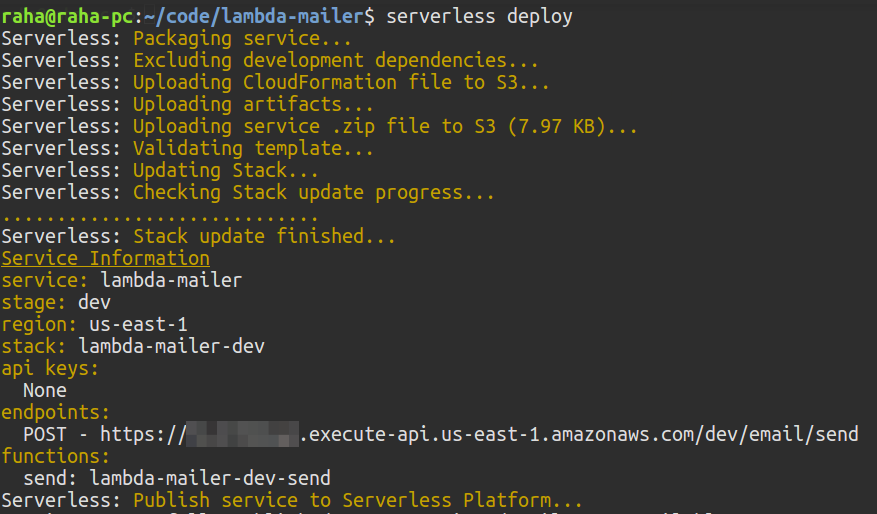 raha@raha-pc:~/code/lambda-mailer$ serverless deploy
Serverless: Packaging service...
Serverless: Excluding development dependencies...
Serverless: Uploading CloudFormation file to S3...
Serverless: Uploading artifacts...
Serverless: Uploading service .zip file to S3 (7.97 KB)...
Serverless: Validating template...
Serverless: Updating Stack...
Serverless: Checking Stack update progress...
.............................
Serverless: Stack update finished...
Service Information
service: lambda-mailer
stage: dev
region: us-east-1
stack: lambda-mailer-dev
api keys:
  None
endpoints:
  POST - https://.execute-api.us-east-1.amazonaws.com/dev/email/send
functions:
  send: lambda-mailer-dev-send
Serverless: Publish service to Serverless Platform...